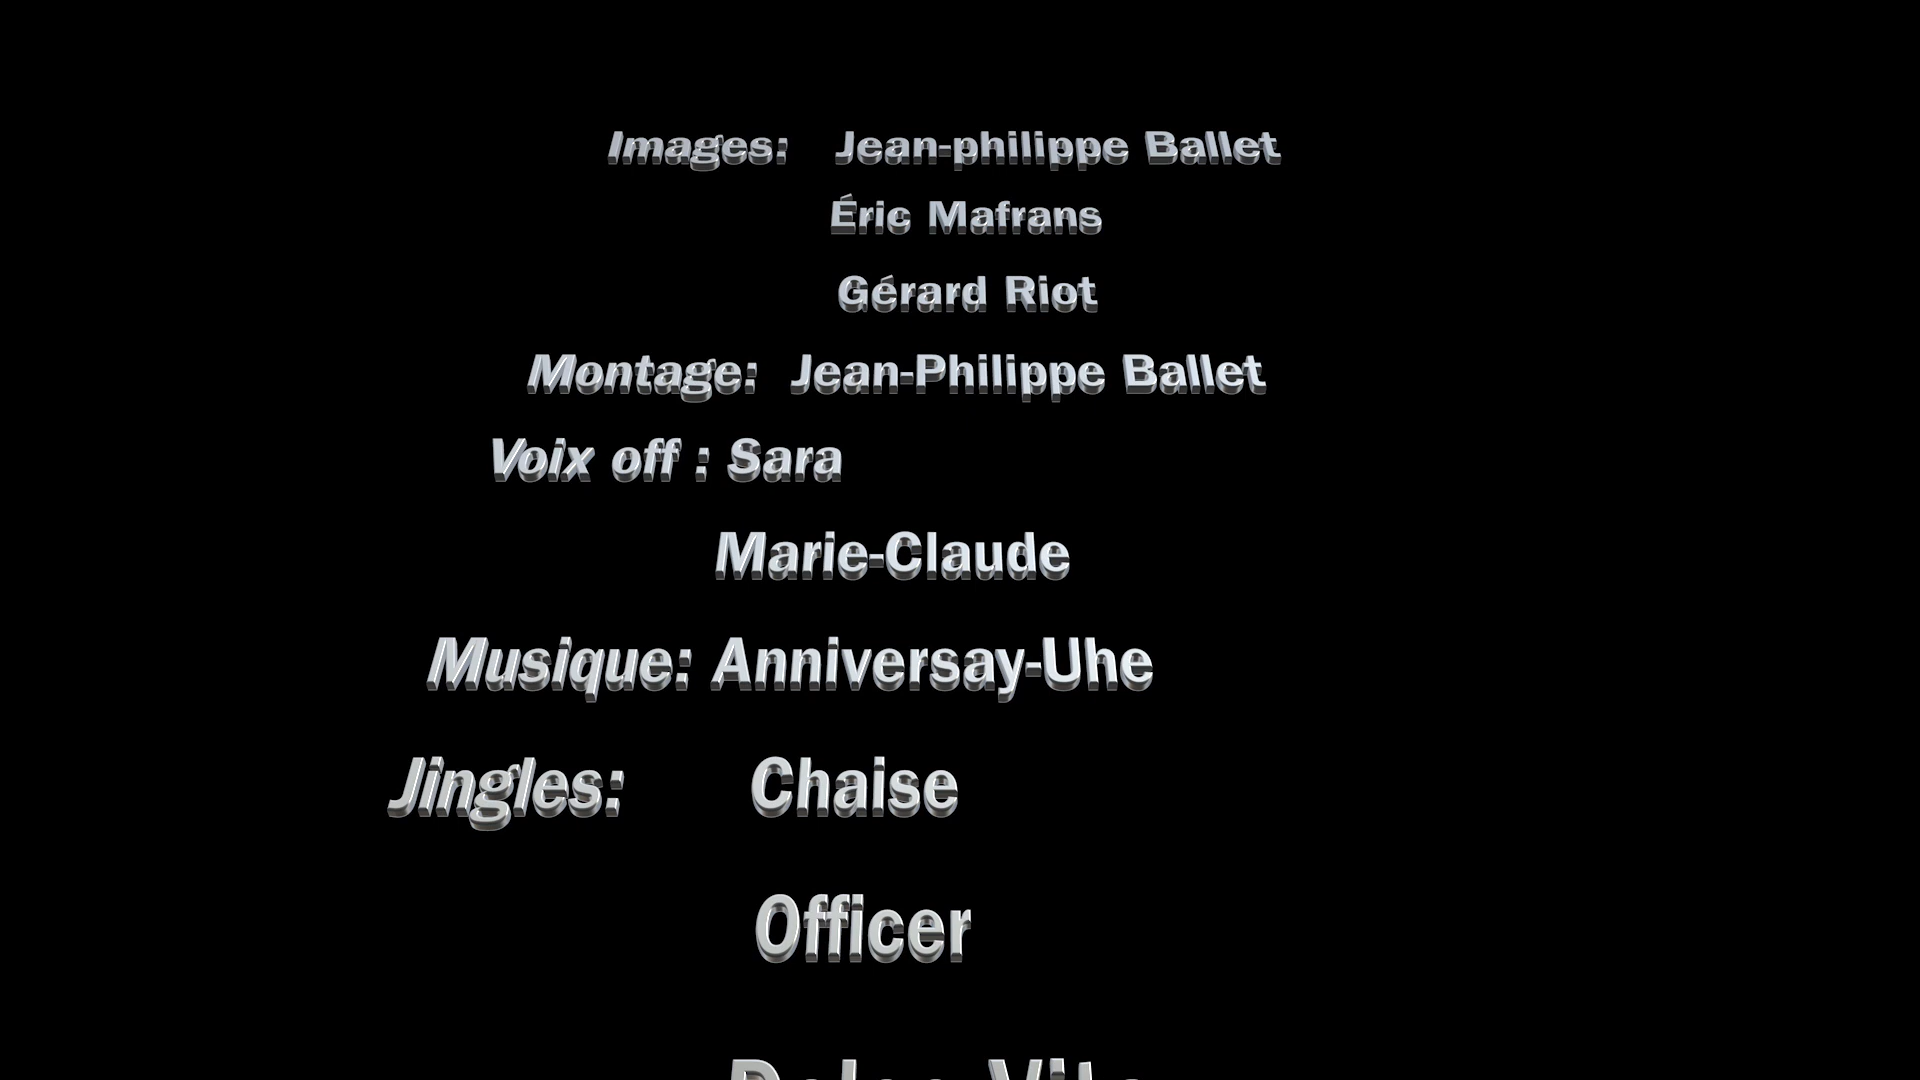 Images: Jean-philippe Ballet
Éric Mafrans
Gérard Riot
Montage: Jean-Philippe Ballet
Voix off : Sara
Marie-Claude
Musique: Anniversay-Uhe
Jingles: Chaise
Officer